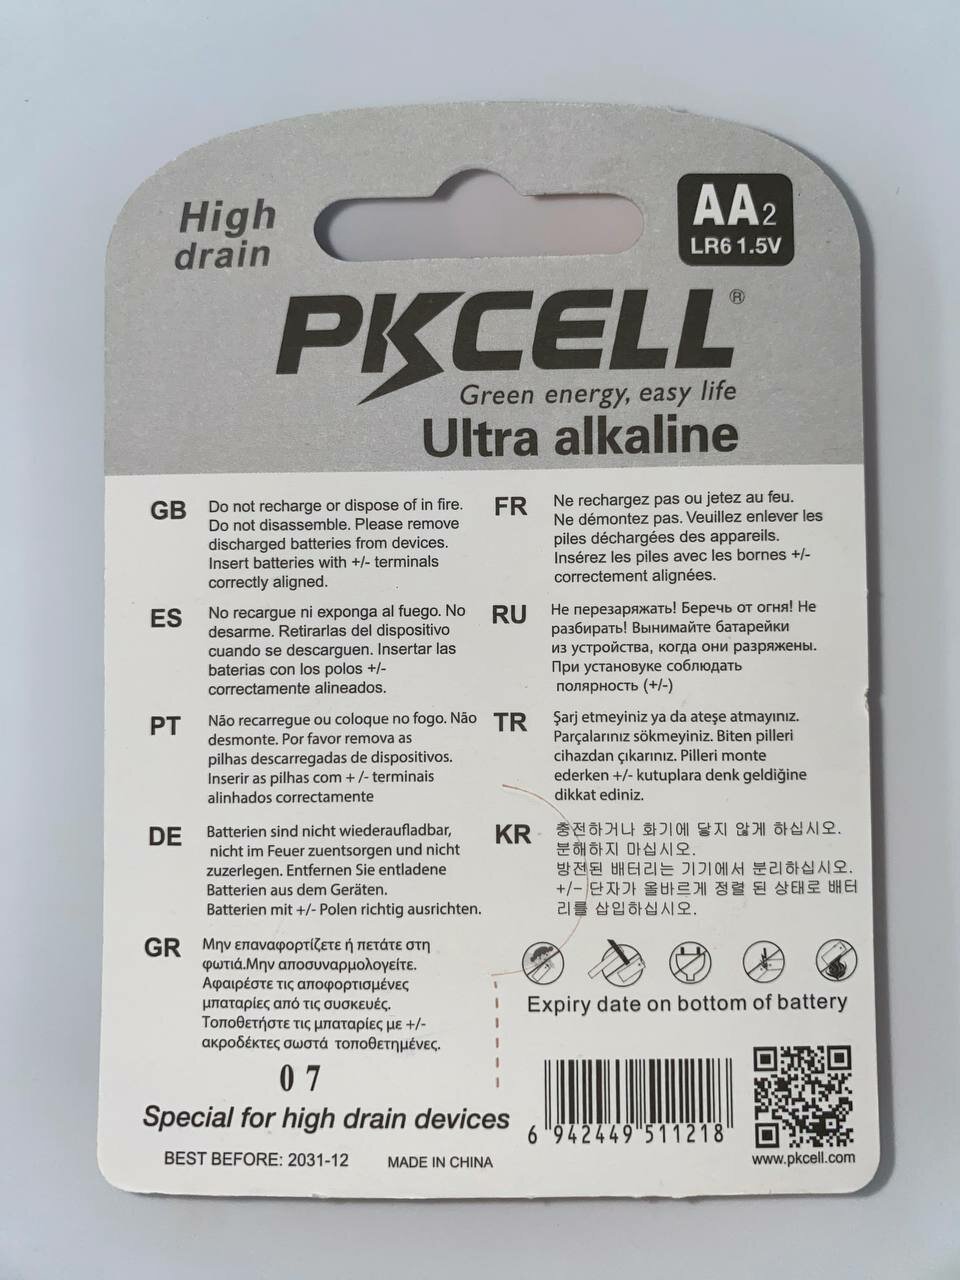 High
drain
AA2
LR6 1.5V
PKCELL®
Green energy, easy life
Ultra alkaline
GB
Do not recharge or dispose of in fire.
Do not disassemble. Please remove
discharged batteries from devices.
Insert batteries with +/- terminals
correctly aligned.
FR
Ne rechargez pas ou jetez au feu.
Ne démontez pas. Veuillez enlever les
piles déchargées des appareils.
Insérez les piles avec les bornes +/-
correctement alignées.
ES
No recargue ni exponga al fuego. No
desarme. Retirarlas del dispositivo
cuando se descarguen. Insertar las
baterias con los polos +/-
correctamente alineados.
RU
Не перезаряжать! Беречь от огня! Не
разбирать! Вынимайте батарейки
из устройства, когда они разряжены.
При установуке соблюдать
полярность (+/-)
PT
Não recarregue ou coloque no fogo. Não
desmonte. Por favor remova as
pilhas descarregadas de dispositivos.
Inserir as pilhas com + /- terminais
alinhados correctamente
TR
Şarj etmeyiniz ya da ateşe atmayınız.
Parçalarınız sökmeyiniz. Biten pilleri
cihazdan çıkarınız. Pilleri monte
ederken +/- kutuplara denk geldiğine
dikkat ediniz.
DE
Batterien sind nicht wiederaufladbar,
nicht im Feuer zuentsorgen und nicht
zuzerlegen. Entfernen Sie entladene
Batterien aus dem Geräten.
Batterien mit +/- Polen richtig ausrichten.
KR
충전하거나 화기에 닿지 않게 하십시오.
분해하지 마십시오.
방전된 배터리는 기기에서 분리하십시오.
+/- 단자가 올바르게 정렬 된 상태로 배터
리를 삽입하십시오.
GR
Μην επαναφορτίζετε ή πετάτε στη
φωτιά.Μην αποσυναρμολογείτε.
Αφαιρέστε τις αποφορτισμένες
μπαταρίες από τις συσκευές.
Τοποθετήστε τις μπαταρίες με +/-
ακροδέκτες σωστά τοποθετημένες.
Expiry date on bottom of battery
07
Special for high drain devices
BEST BEFORE: 2031-12
MADE IN CHINA
6 942449 511218
www.pkcell.com